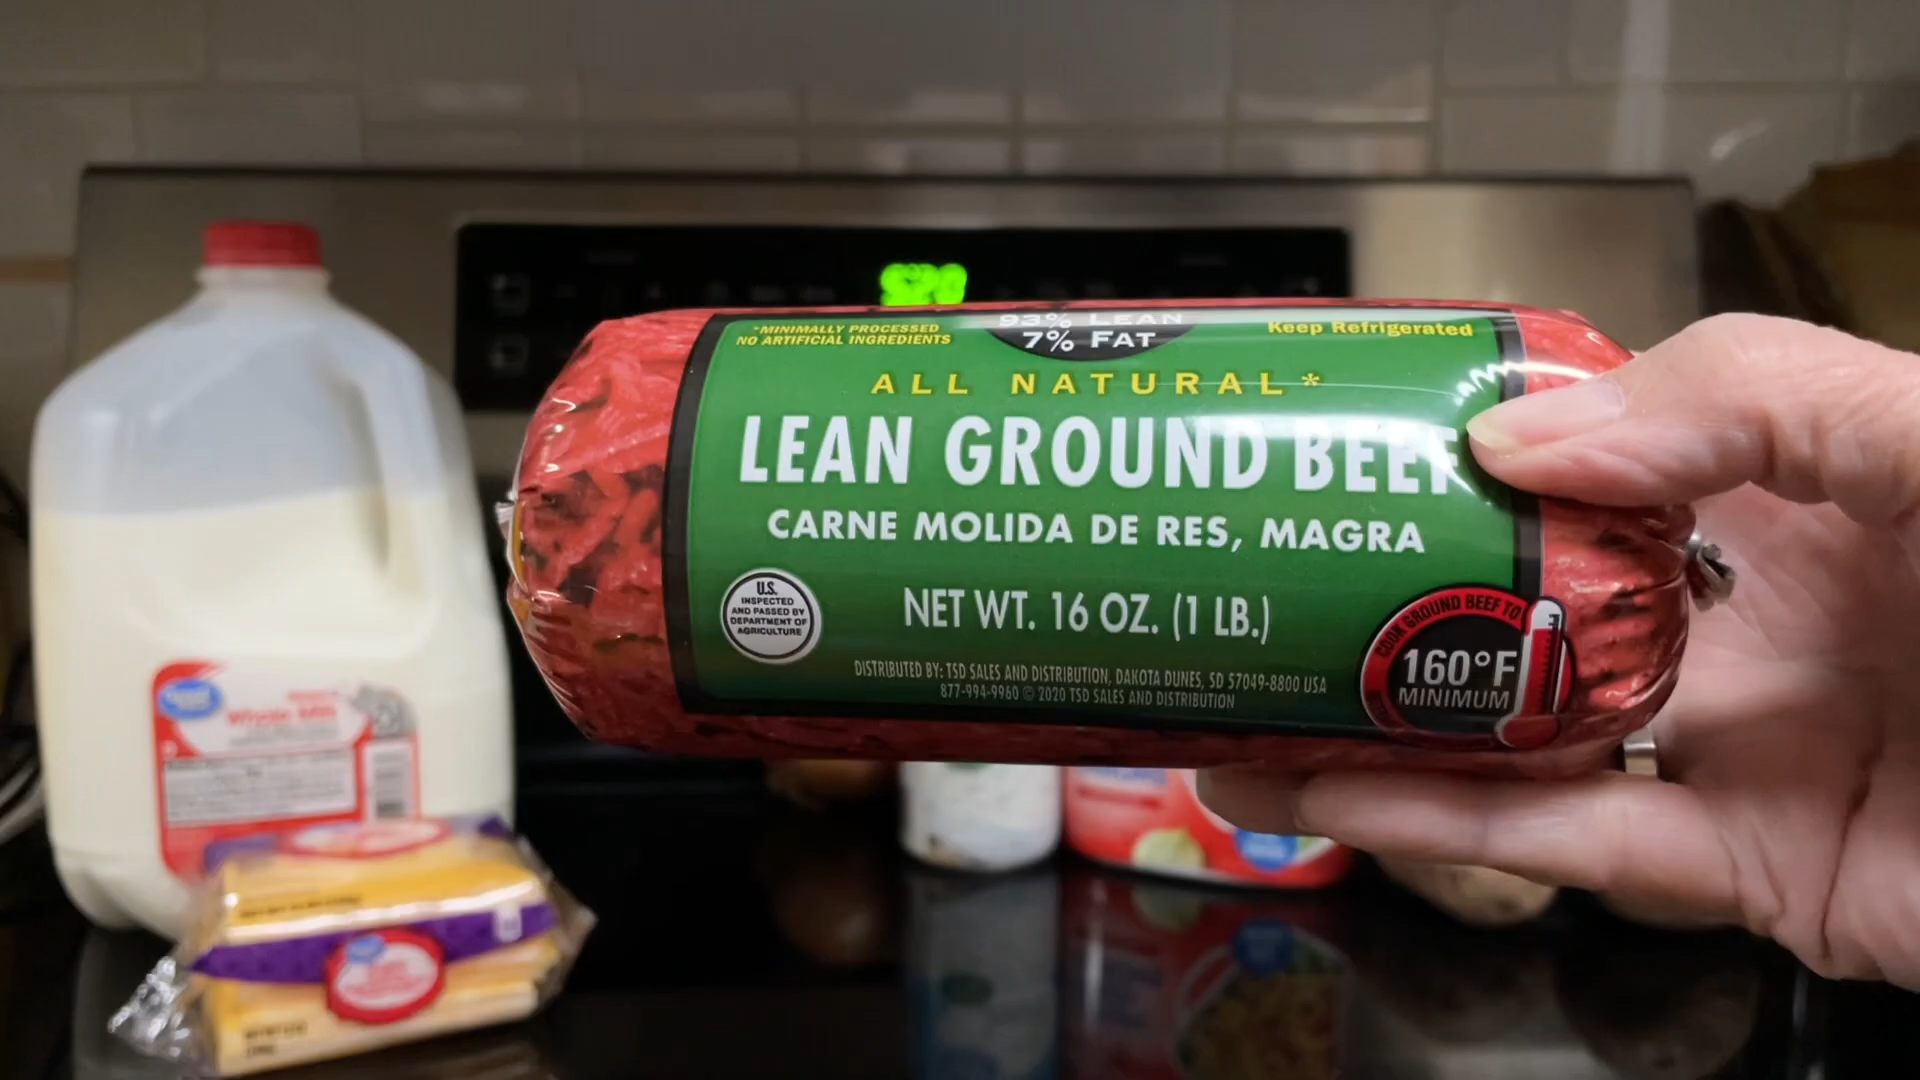 *MINIMALLY PROCESSED
NO ARTIFICIAL INGREDIENTS
93% LEAN
7% FAT
Keep Refrigerated
ALL NATURAL*
LEAN GROUND BEEF
CARNE MOLIDA DE RES, MAGRA
U.S.
INSPECTED
AND PASSED BY
DEPARTMENT OF
AGRICULTURE
NET WT. 16 OZ. (1 LB.)
COOK GROUND BEEF TO
160°F
MINIMUM
DISTRIBUTED BY: TSD SALES AND DISTRIBUTION, DAKOTA DUNES, SD 57049-8800 USA
877-994-9960 © 2020 TSD SALES AND DISTRIBUTION
Whole Milk